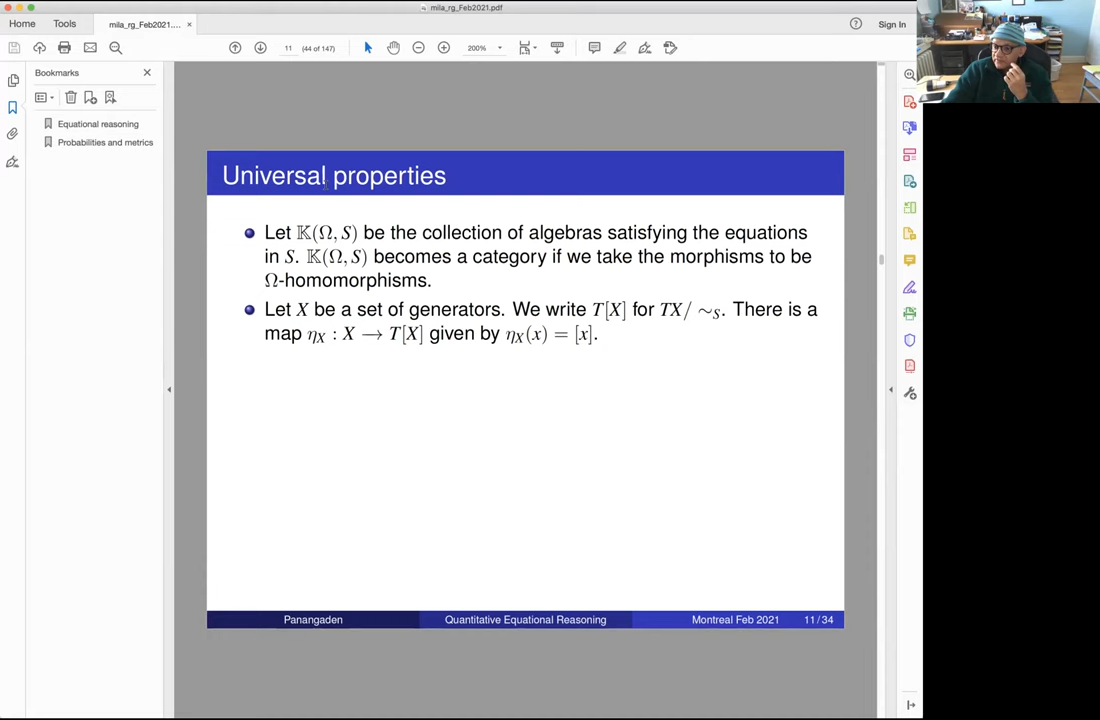 mila_rg_Feb2021.pdf
Home Tools mila_rg_Feb2021.... × Sign In
11 (44 of 147) 200%
Bookmarks
Equational reasoning
Probabilities and metrics
Universal properties
Let 𝕂(Ω, S) be the collection of algebras satisfying the equations
in S. 𝕂(Ω, S) becomes a category if we take the morphisms to be
Ω-homomorphisms.
Let X be a set of generators. We write T[X] for TX/ ∼S. There is a
map ηX : X → T[X] given by ηX(x) = [x].
Panangaden Quantitative Equational Reasoning Montreal Feb 2021 11/34